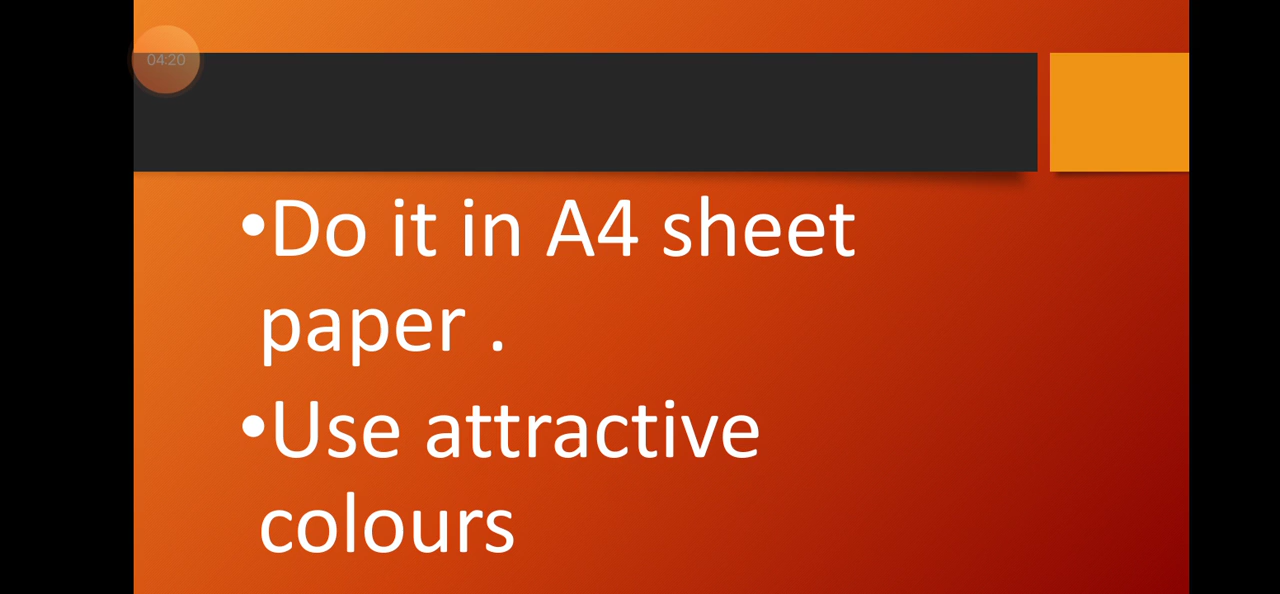 04:20
•Do it in A4 sheet
paper .
•Use attractive
colours